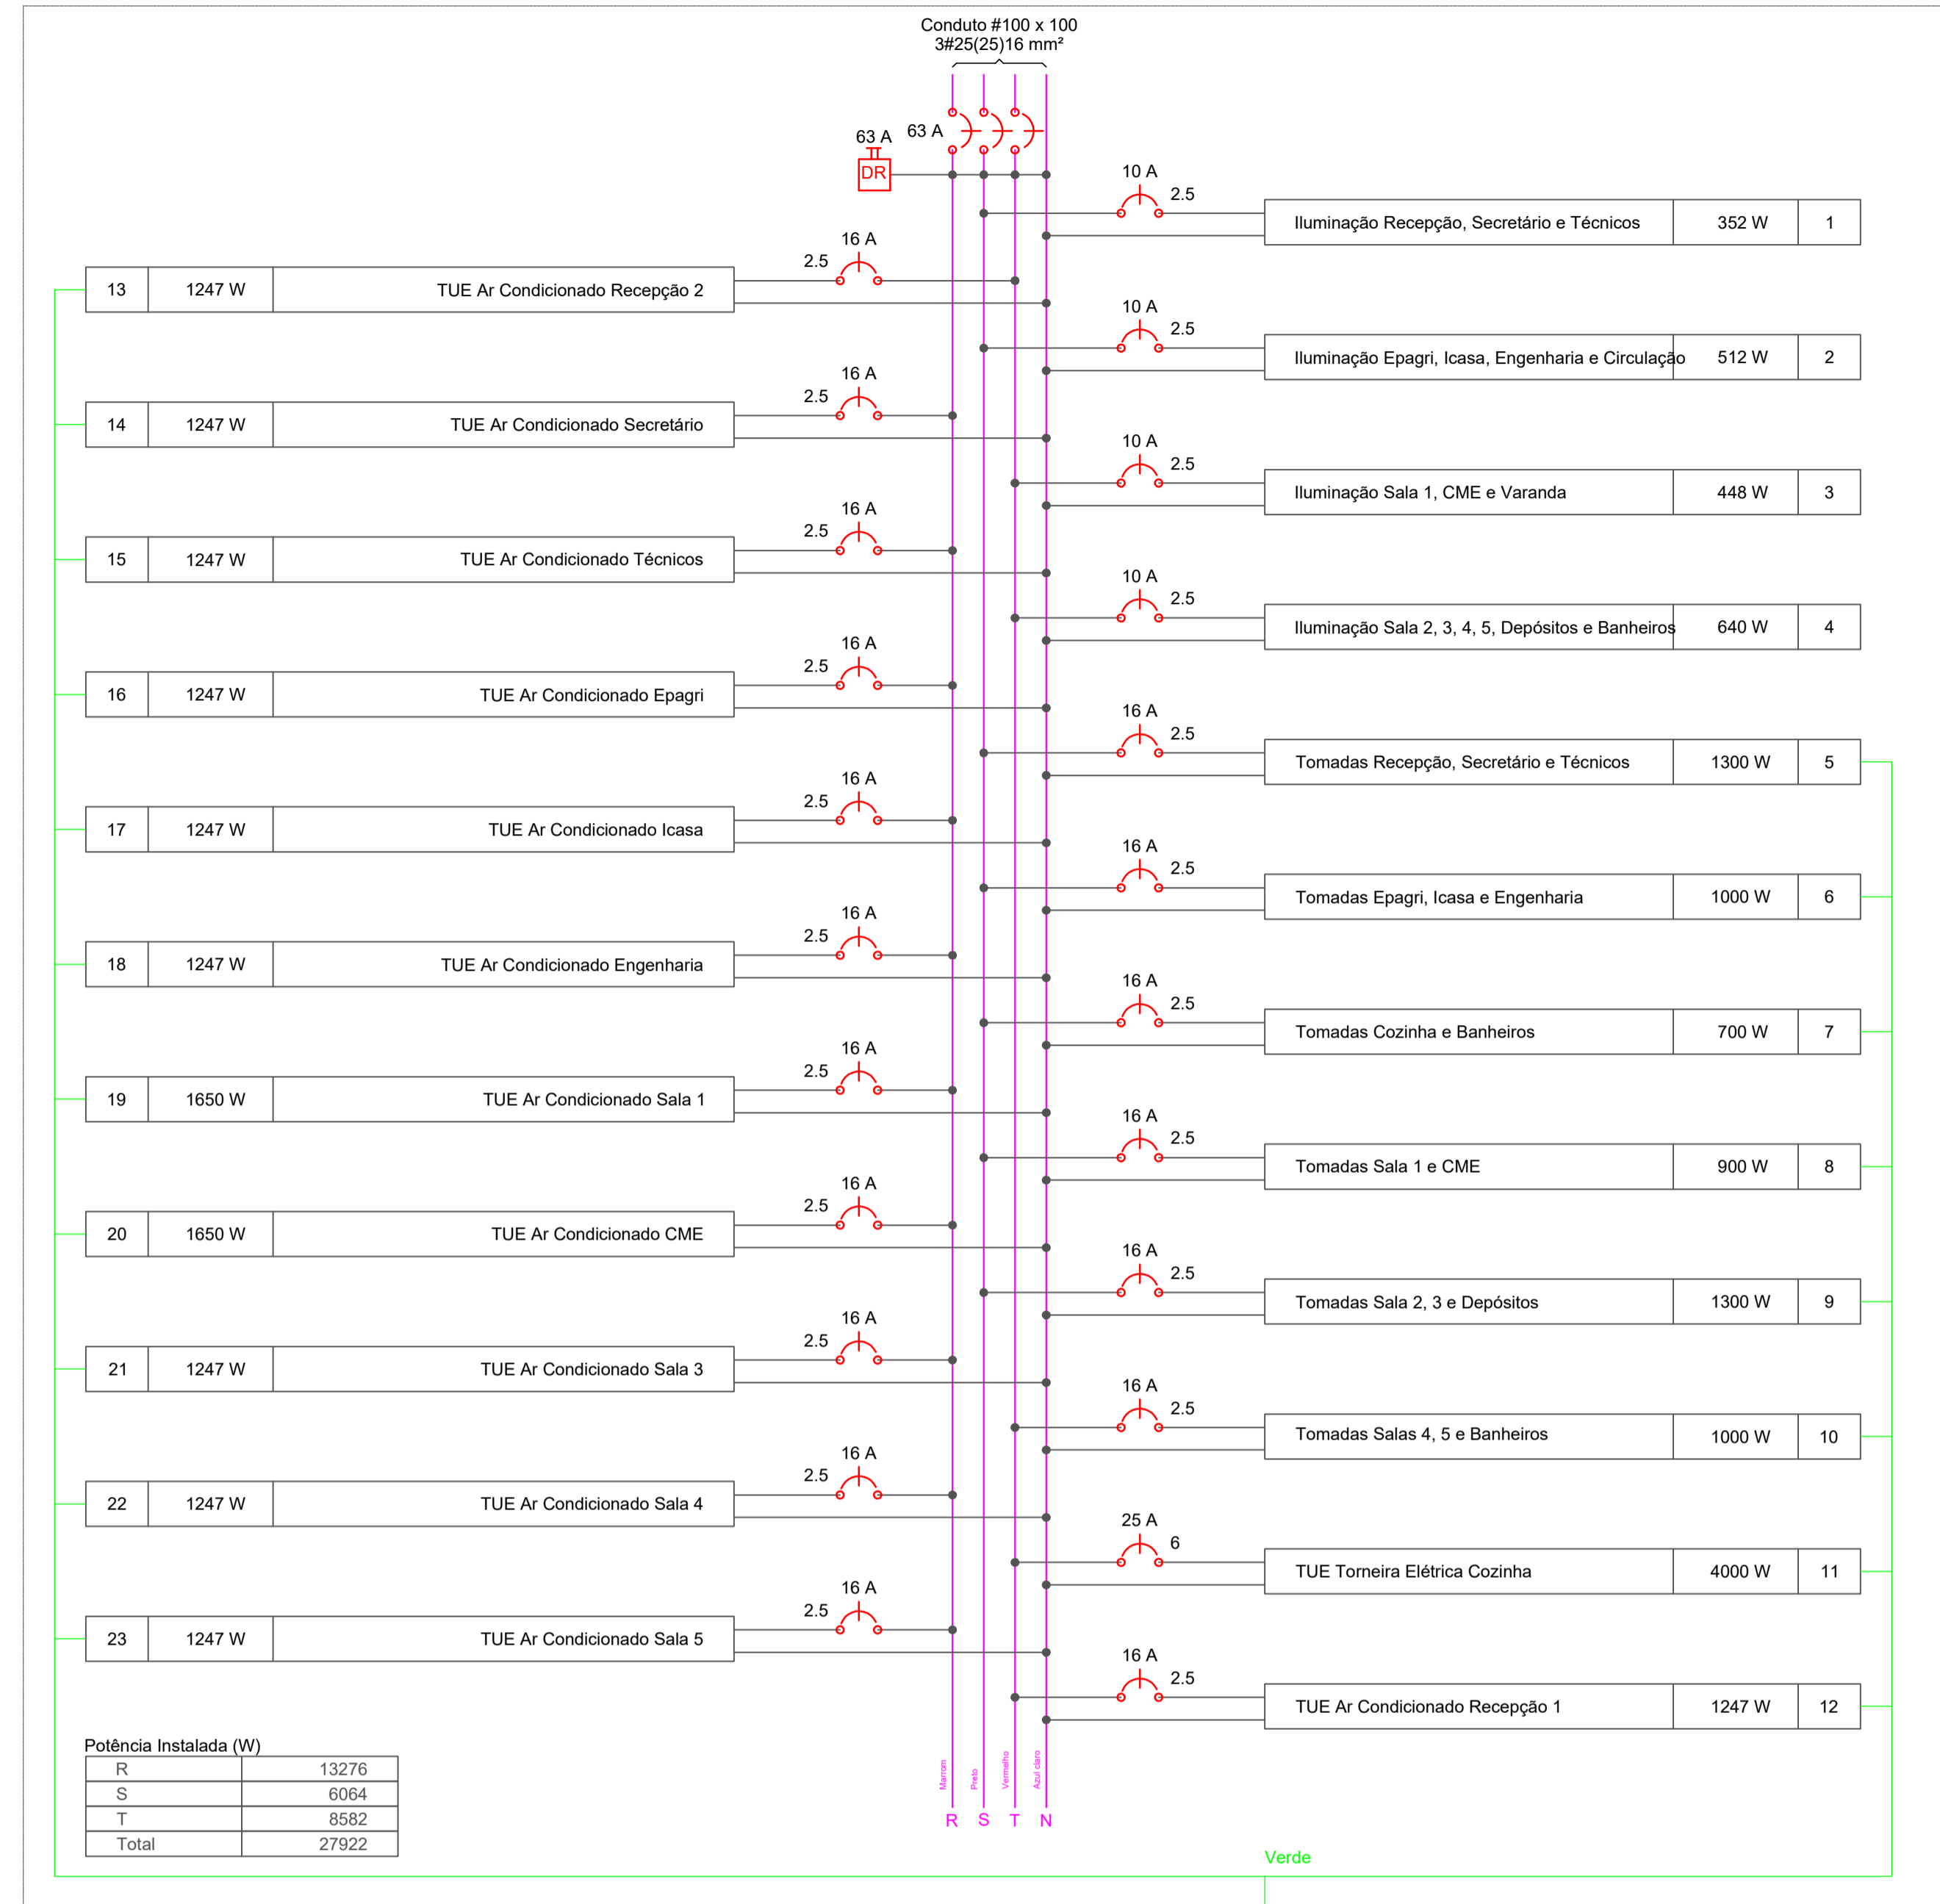 Conduto #100 x 100
3#25(25)16 mm²
63 A
63 A
DR
10 A
2.5
Iluminação Recepção, Secretário e Técnicos 352 W 1
16 A
2.5
13 1247 W TUE Ar Condicionado Recepção 2
10 A
2.5
Iluminação Epagri, Icasa, Engenharia e Circulação 512 W 2
16 A
2.5
14 1247 W TUE Ar Condicionado Secretário
10 A
2.5
Iluminação Sala 1, CME e Varanda 448 W 3
16 A
2.5
15 1247 W TUE Ar Condicionado Técnicos
10 A
2.5
Iluminação Sala 2, 3, 4, 5, Depósitos e Banheiros 640 W 4
16 A
2.5
16 1247 W TUE Ar Condicionado Epagri
16 A
2.5
Tomadas Recepção, Secretário e Técnicos 1300 W 5
16 A
2.5
17 1247 W TUE Ar Condicionado Icasa
16 A
2.5
Tomadas Epagri, Icasa e Engenharia 1000 W 6
16 A
2.5
18 1247 W TUE Ar Condicionado Engenharia
16 A
2.5
Tomadas Cozinha e Banheiros 700 W 7
16 A
2.5
19 1650 W TUE Ar Condicionado Sala 1
16 A
2.5
Tomadas Sala 1 e CME 900 W 8
16 A
2.5
20 1650 W TUE Ar Condicionado CME
16 A
2.5
Tomadas Sala 2, 3 e Depósitos 1300 W 9
16 A
2.5
21 1247 W TUE Ar Condicionado Sala 3
16 A
2.5
Tomadas Salas 4, 5 e Banheiros 1000 W 10
16 A
2.5
22 1247 W TUE Ar Condicionado Sala 4
25 A
6
TUE Torneira Elétrica Cozinha 4000 W 11
16 A
2.5
23 1247 W TUE Ar Condicionado Sala 5
16 A
2.5
TUE Ar Condicionado Recepção 1 1247 W 12
Potência Instalada (W)
R 13276
S 6064
T 8582
Total 27922
Marrom
Preto
Vermelho
Azul claro
R S T N
Verde